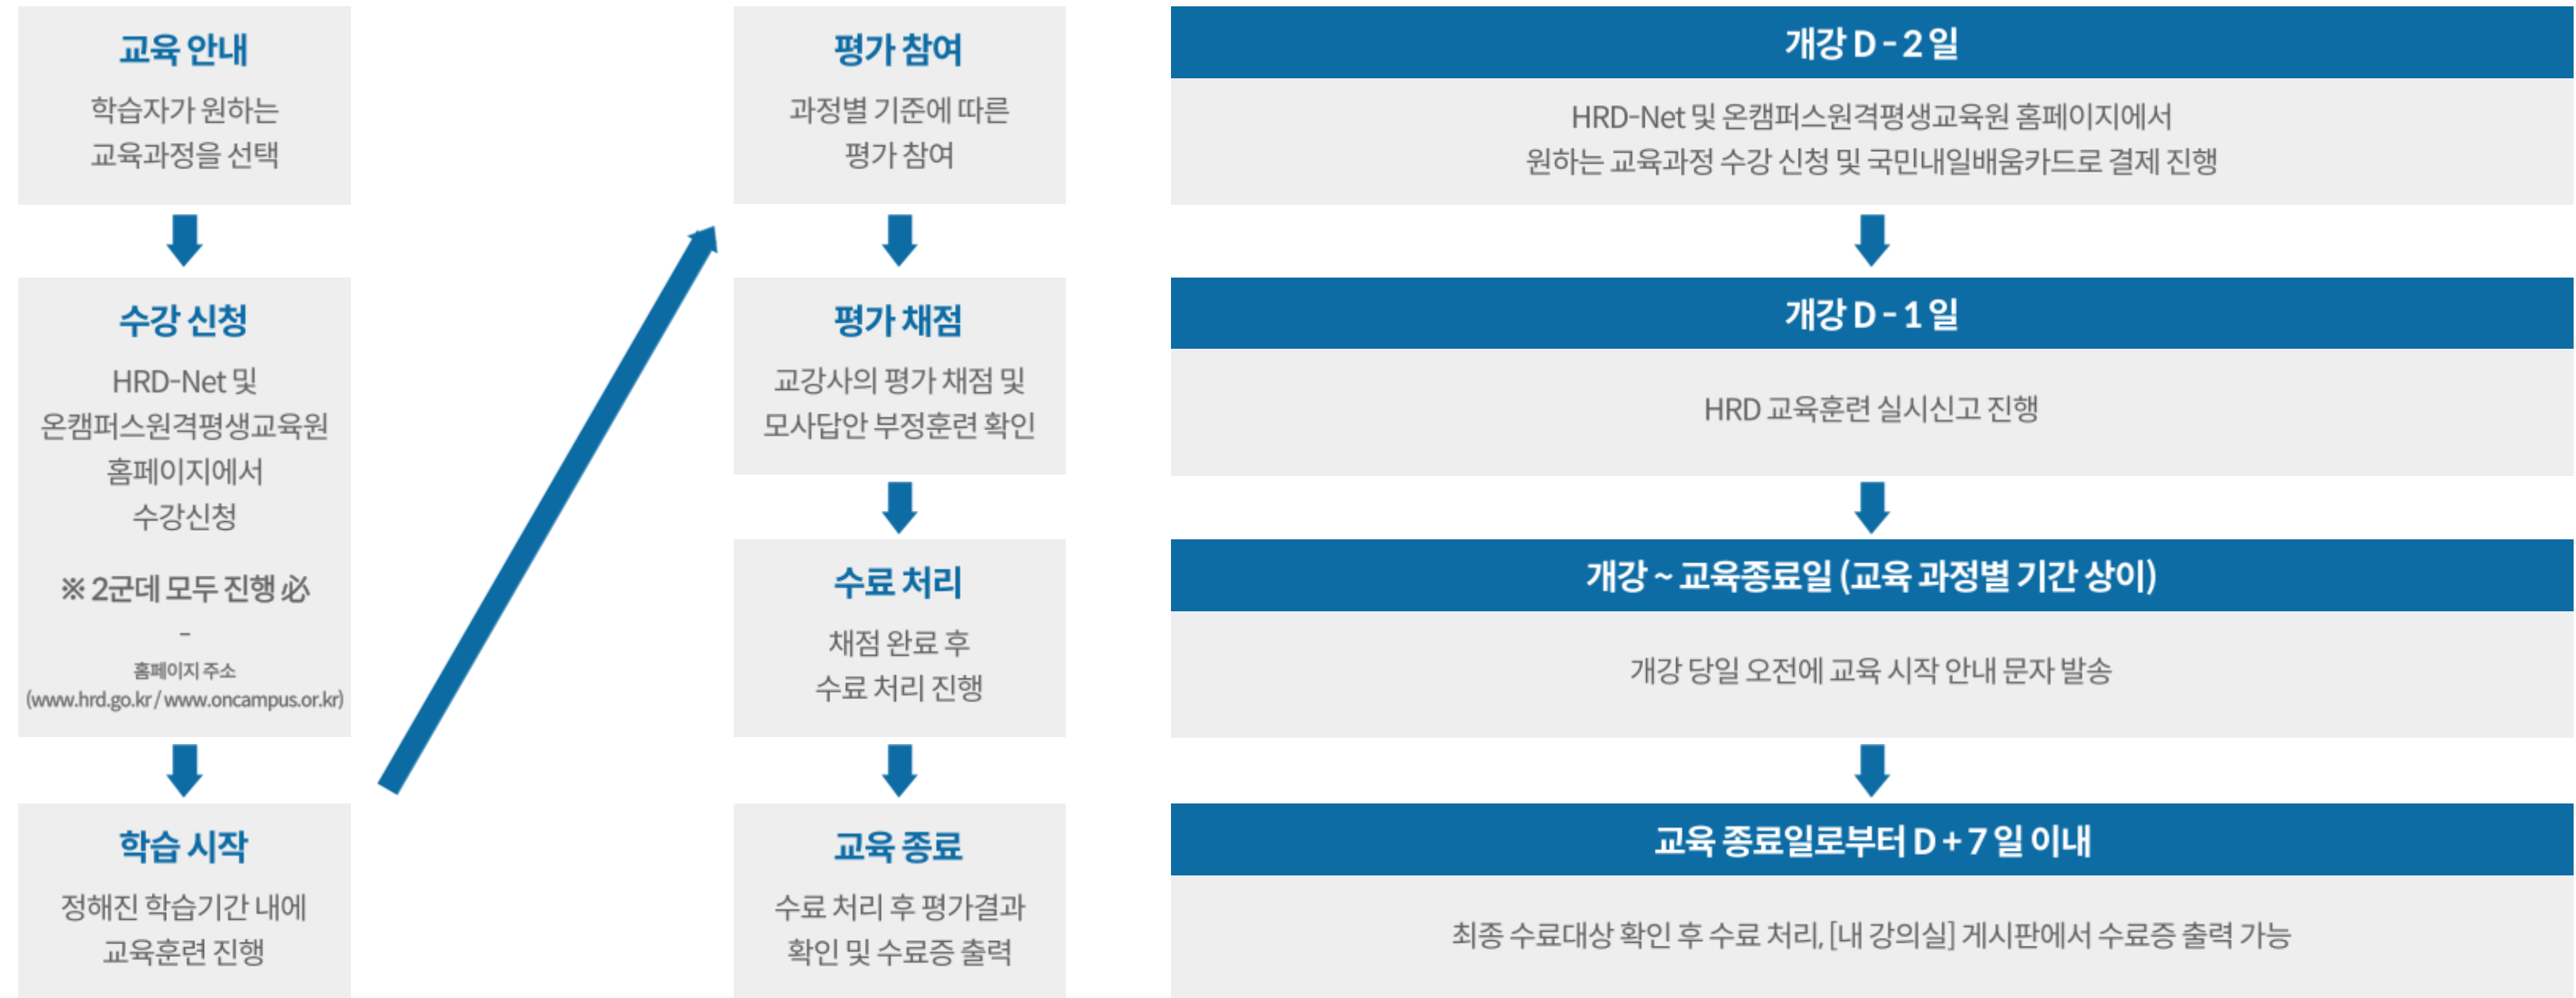 교육 안내
학습자가 원하는
교육과정을 선택
수강 신청
HRD-Net 및
온캠퍼스원격평생교육원
홈페이지에서
수강신청
※ 2군데 모두 진행 必
-
홈페이지 주소
(www.hrd.go.kr / www.oncampus.or.kr)
학습 시작
정해진 학습기간 내에
교육훈련 진행
평가 참여
과정별 기준에 따른
평가 참여
평가 채점
교강사의 평가 채점 및
모사답안 부정훈련 확인
수료 처리
채점 완료 후
수료 처리 진행
교육 종료
수료 처리 후 평가결과
확인 및 수료증 출력
개강 D - 2 일
HRD-Net 및 온캠퍼스원격평생교육원 홈페이지에서
원하는 교육과정 수강 신청 및 국민내일배움카드로 결제 진행
개강 D - 1 일
HRD 교육훈련 실시신고 진행
개강 ~ 교육종료일 (교육 과정별 기간 상이)
개강 당일 오전에 교육 시작 안내 문자 발송
교육 종료일로부터 D + 7 일 이내
최종 수료대상 확인 후 수료 처리, [내 강의실] 게시판에서 수료증 출력 가능